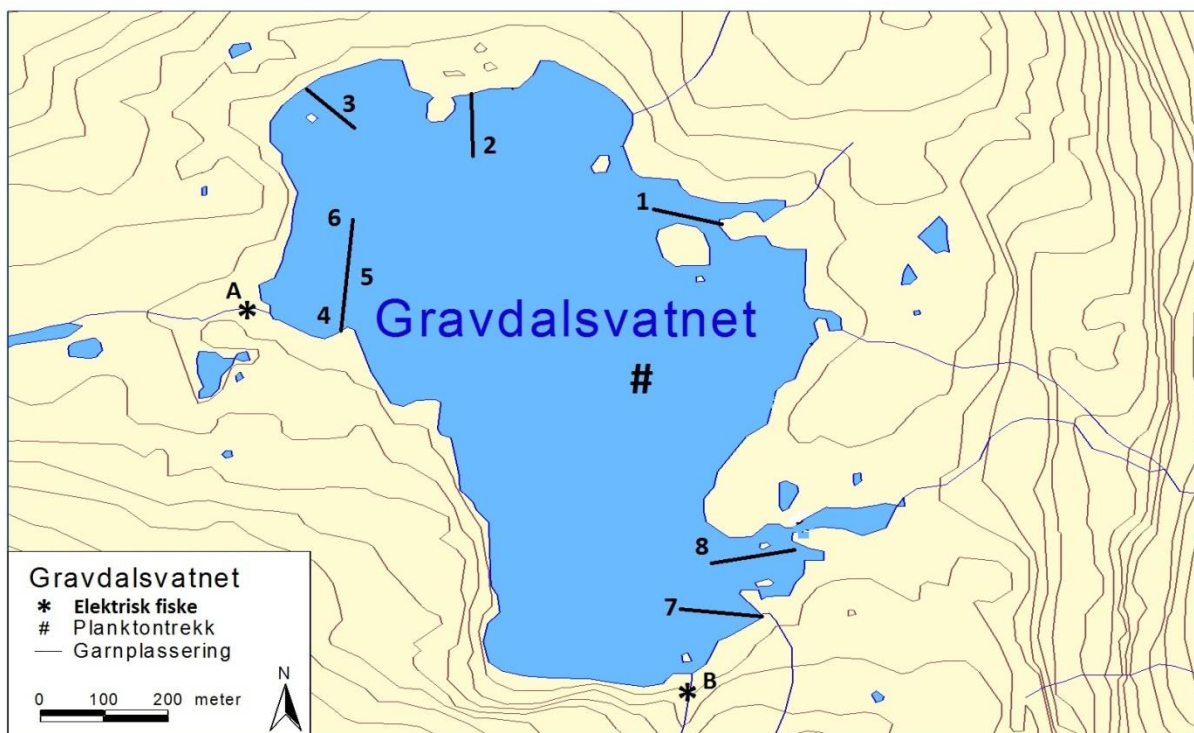 3
2
1
6
5
A
4
Gravdalsvatnet
#
8
7
B
Gravdalsvatnet
* Elektrisk fiske
# Planktontrekk
Garnplassering
N
0 100 200 meter